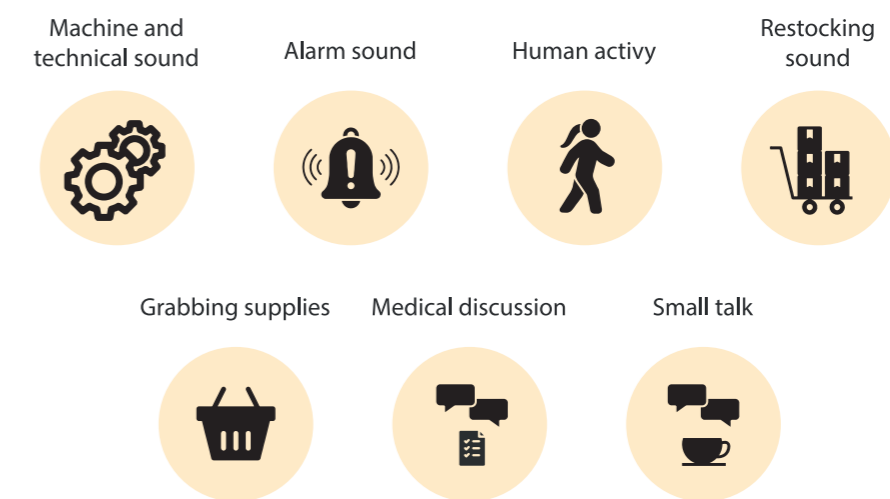 Machine and
technical sound
Alarm sound
Human activy
Restocking
sound
Grabbing supplies
Medical discussion
Small talk